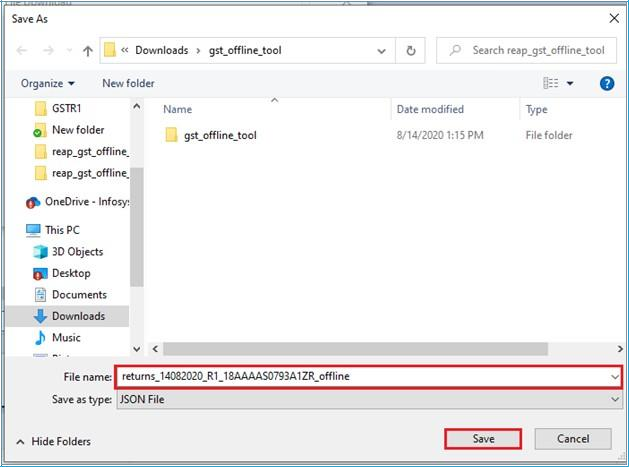 File Download
Save As
Downloads
gst_offline_tool
Search reap_gst_offline_tool
Organize
New folder
GSTR1
New folder
reap_gst_offline_
reap_gst_offline_
OneDrive - Infosys
This PC
3D Objects
Desktop
Documents
Downloads
Music
Name
Date modified
Type
gst_offline_tool
8/14/2020 1:15 PM
File folder
File name:
returns_14082020_R1_18AAAAS0793A1ZR_offline
Save as type:
JSON File
Hide Folders
Save
Cancel